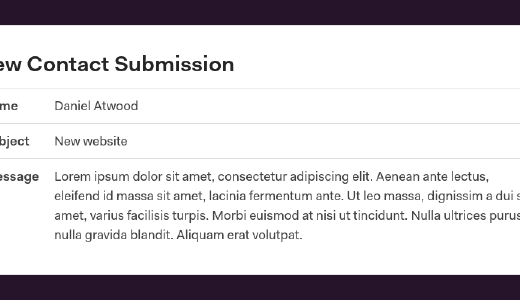 ew Contact Submission
me Daniel Atwood
bject New website
essage Lorem ipsum dolor sit amet, consectetur adipiscing elit. Aenean ante lectus,
eleifend id massa sit amet, lacinia fermentum ante. Ut leo massa, dignissim a dui s
amet, varius facilisis turpis. Morbi euismod at nisi ut tincidunt. Nulla ultrices purus
nulla gravida blandit. Aliquam erat volutpat.